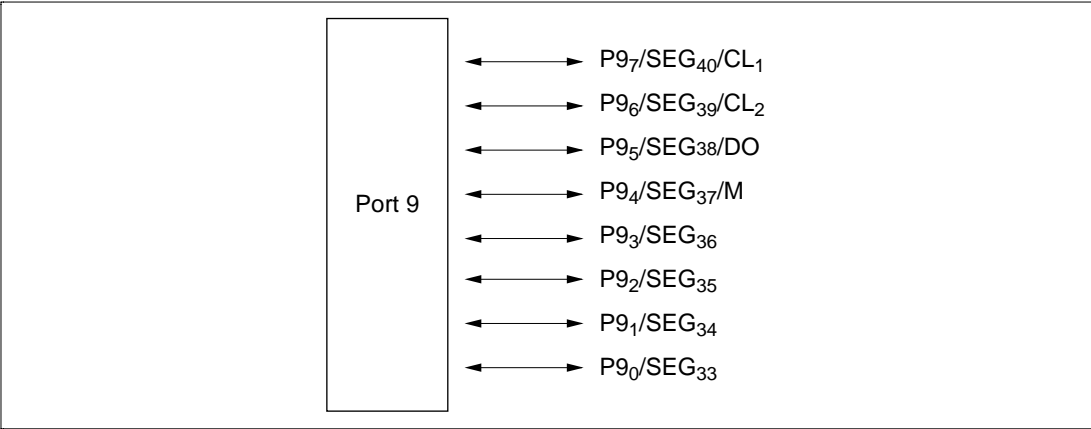 P9₇/SEG₄₀/CL₁
P9₆/SEG₃₉/CL₂
P9₅/SEG38/DO
P9₄/SEG₃₇/M
Port 9
P9₃/SEG₃₆
P9₂/SEG₃₅
P9₁/SEG₃₄
P9₀/SEG₃₃